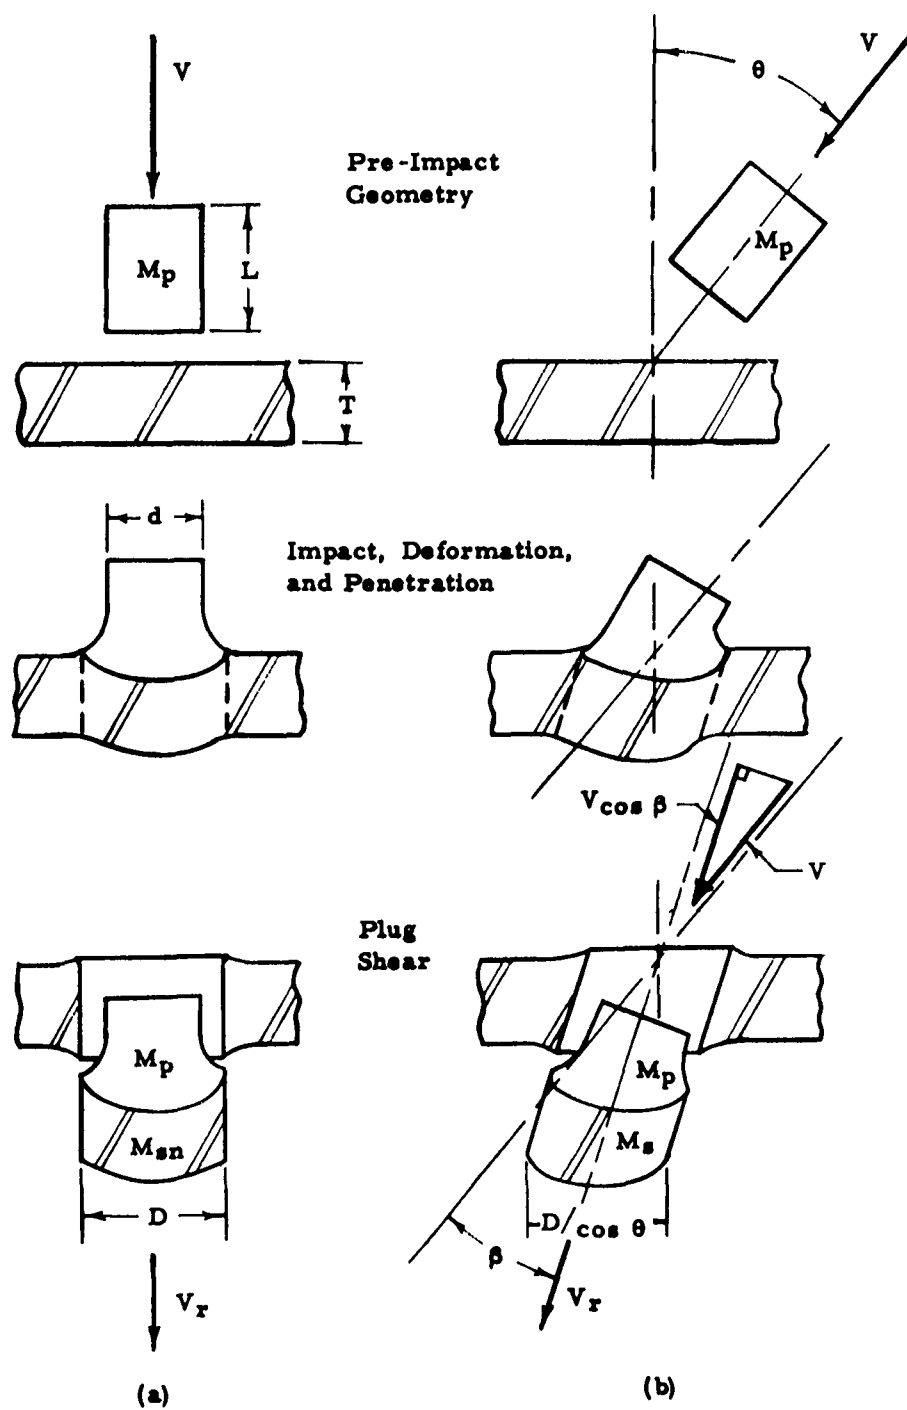 V
V
θ
Pre-Impact
Geometry
Mp
L
Mp
T
d
Impact, Deformation,
and Penetration
V cos β
V
Plug
Shear
Mp
Mp
Msn
Ms
D
D cos θ
β
Vr
Vr
(a)
(b)